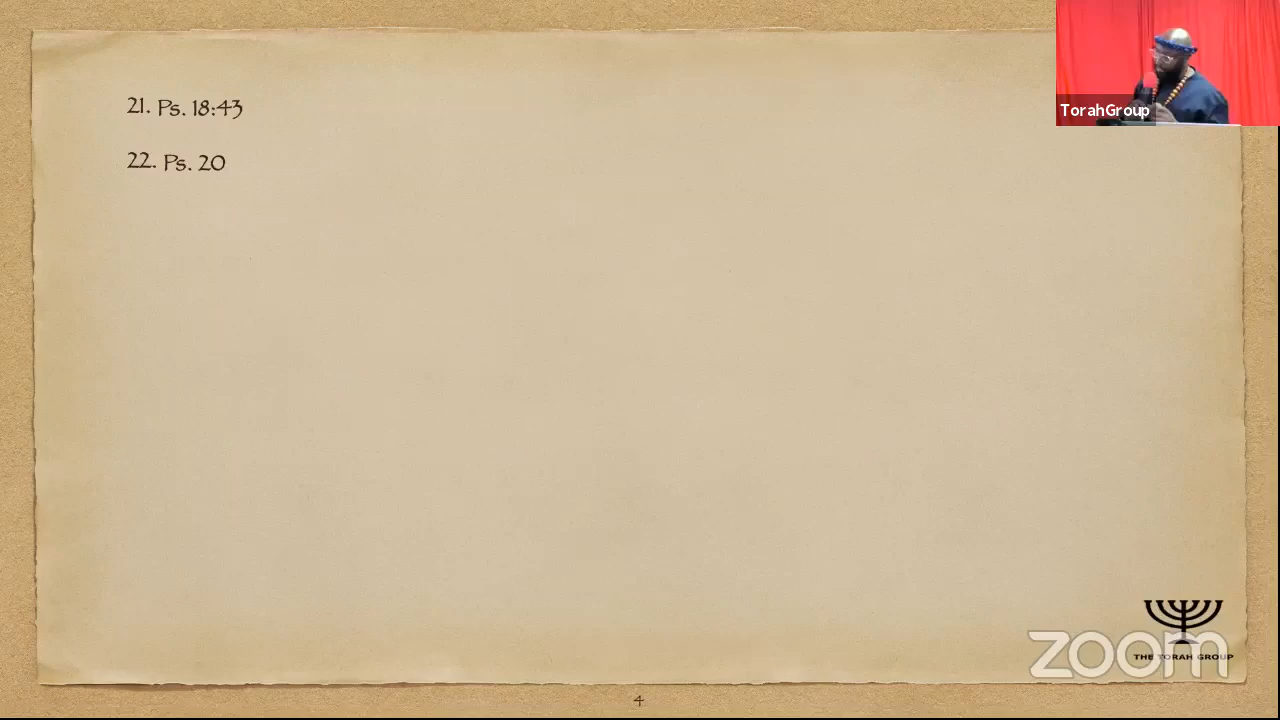 21. Ps. 18:43
22. Ps. 20
TorahGroup
THE TORAH GROUP
zoom
4